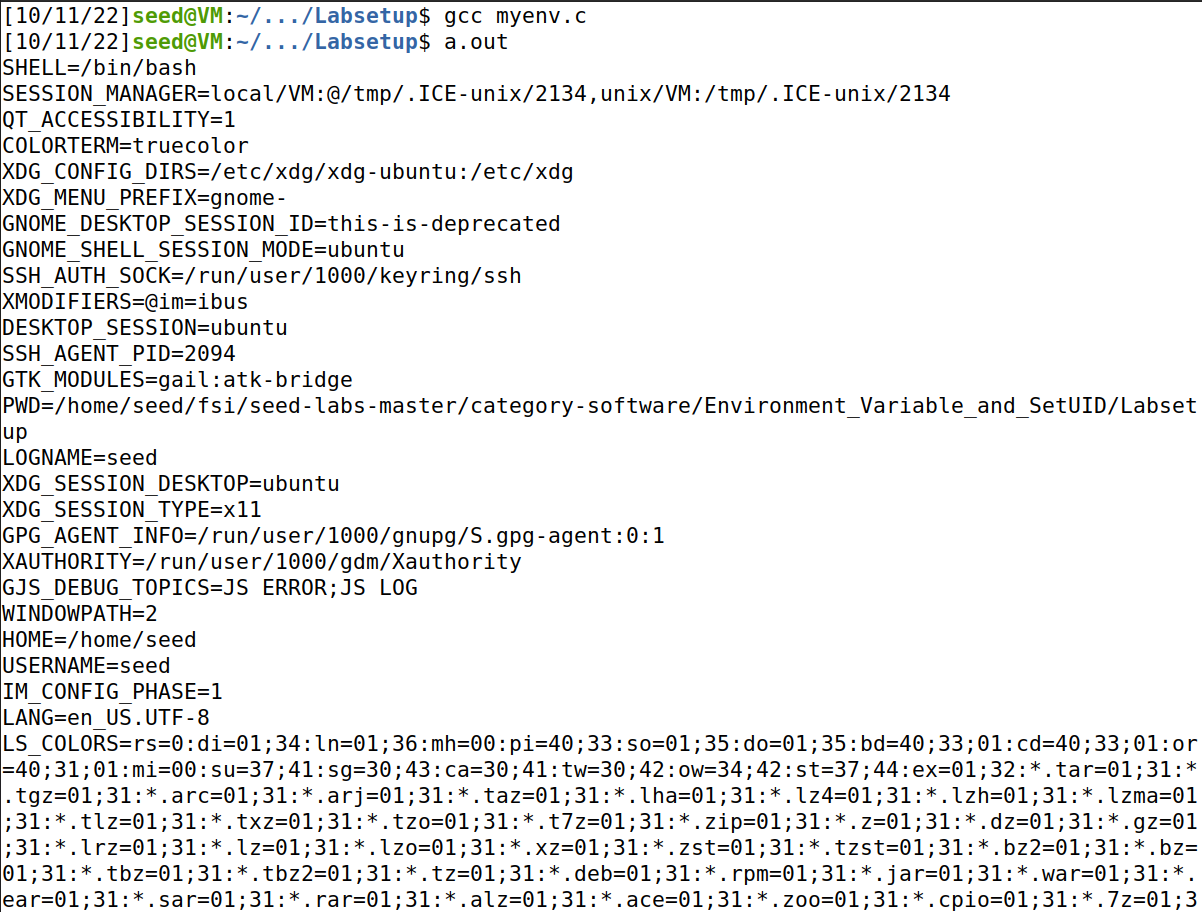 [10/11/22]seed@VM:~/.../Labsetup$ gcc myenv.c
[10/11/22]seed@VM:~/.../Labsetup$ a.out
SHELL=/bin/bash
SESSION_MANAGER=local/VM:@/tmp/.ICE-unix/2134,unix/VM:/tmp/.ICE-unix/2134
QT_ACCESSIBILITY=1
COLORTERM=truecolor
XDG_CONFIG_DIRS=/etc/xdg/xdg-ubuntu:/etc/xdg
XDG_MENU_PREFIX=gnome-
GNOME_DESKTOP_SESSION_ID=this-is-deprecated
GNOME_SHELL_SESSION_MODE=ubuntu
SSH_AUTH_SOCK=/run/user/1000/keyring/ssh
XMODIFIERS=@im=ibus
DESKTOP_SESSION=ubuntu
SSH_AGENT_PID=2094
GTK_MODULES=gail:atk-bridge
PWD=/home/seed/fsi/seed-labs-master/category-software/Environment_Variable_and_SetUID/Labset
up
LOGNAME=seed
XDG_SESSION_DESKTOP=ubuntu
XDG_SESSION_TYPE=x11
GPG_AGENT_INFO=/run/user/1000/gnupg/S.gpg-agent:0:1
XAUTHORITY=/run/user/1000/gdm/Xauthority
GJS_DEBUG_TOPICS=JS ERROR;JS LOG
WINDOWPATH=2
HOME=/home/seed
USERNAME=seed
IM_CONFIG_PHASE=1
LANG=en_US.UTF-8
LS_COLORS=rs=0:di=01;34:ln=01;36:mh=00:pi=40;33:so=01;35:do=01;35:bd=40;33;01:cd=40;33;01:or
=40;31;01:mi=00:su=37;41:sg=30;43:ca=30;41:tw=30;42:ow=34;42:st=37;44:ex=01;32:*.tar=01;31:*
.tgz=01;31:*.arc=01;31:*.arj=01;31:*.taz=01;31:*.lha=01;31:*.lz4=01;31:*.lzh=01;31:*.lzma=01
;31:*.tlz=01;31:*.txz=01;31:*.tzo=01;31:*.t7z=01;31:*.zip=01;31:*.z=01;31:*.dz=01;31:*.gz=01
;31:*.lrz=01;31:*.lz=01;31:*.lzo=01;31:*.xz=01;31:*.zst=01;31:*.tzst=01;31:*.bz2=01;31:*.bz=
01;31:*.tbz=01;31:*.tbz2=01;31:*.tz=01;31:*.deb=01;31:*.rpm=01;31:*.jar=01;31:*.war=01;31:*.
ear=01;31:*.sar=01;31:*.rar=01;31:*.alz=01;31:*.ace=01;31:*.zoo=01;31:*.cpio=01;31:*.7z=01;3